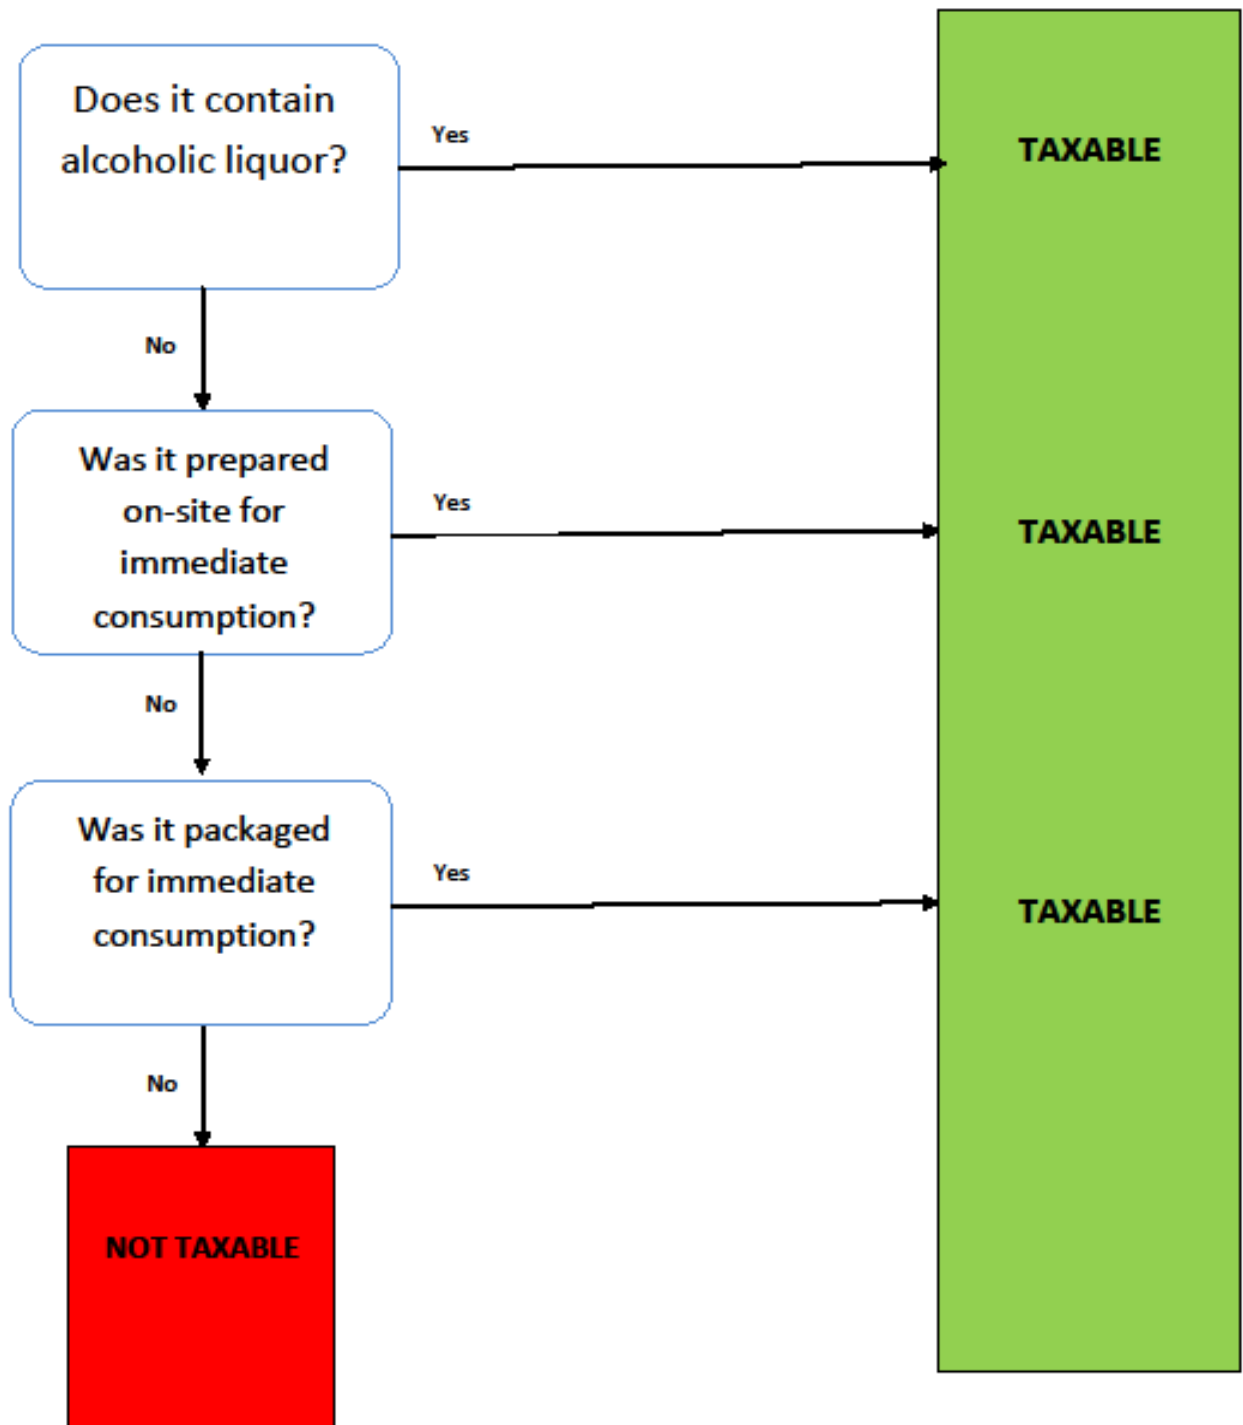 Does it contain
alcoholic liquor?
Yes
TAXABLE
No
Was it prepared
on-site for
immediate
consumption?
Yes
TAXABLE
No
Was it packaged
for immediate
consumption?
Yes
TAXABLE
No
NOT TAXABLE